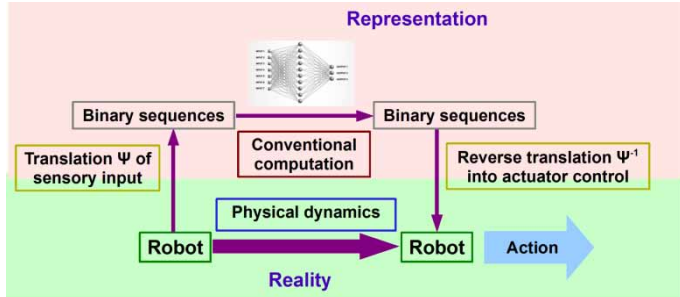 Representation
Binary sequences
Binary sequences
Conventional
computation
Translation Ψ of
sensory input
Reverse translation Ψ-1
into actuator control
Physical dynamics
Robot
Robot
Action
Reality